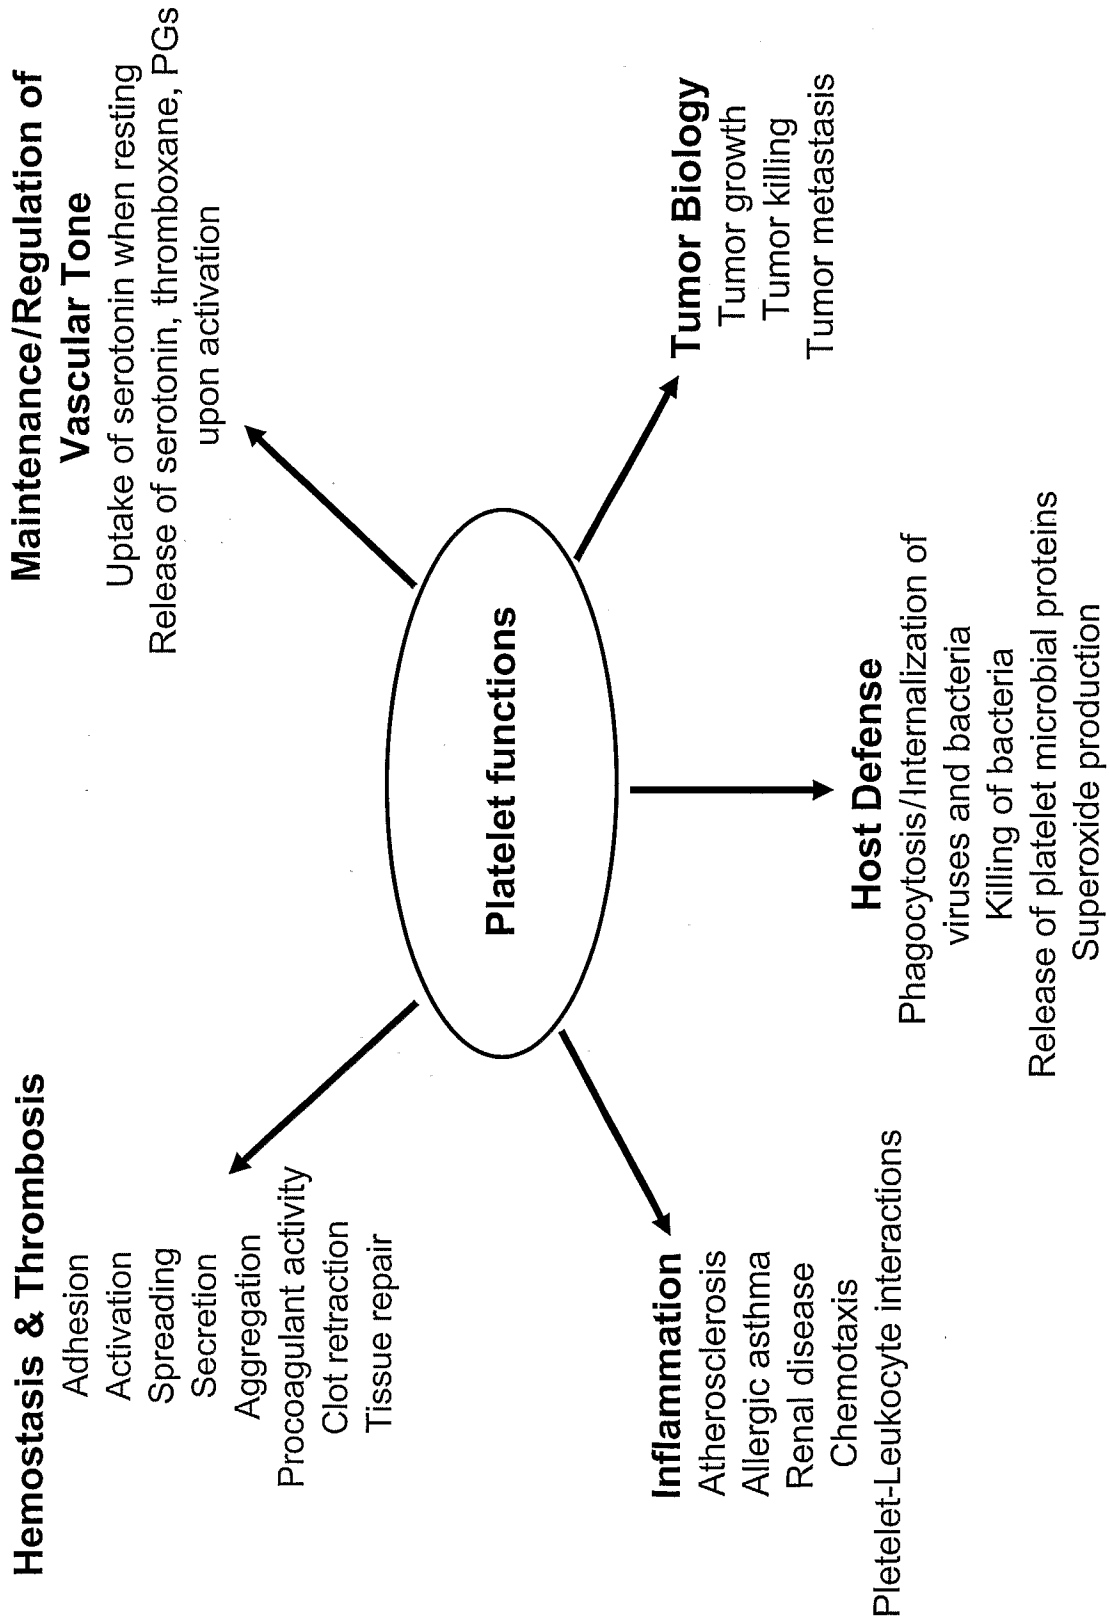 Hemostasis & Thrombosis
Adhesion
Activation
Spreading
Secretion
Aggregation
Procoagulant activity
Clot retraction
Tissue repair
Maintenance/Regulation of
Vascular Tone
Uptake of serotonin when resting
Release of serotonin, thromboxane, PGs
upon activation
Platelet functions
Inflammation
Atherosclerosis
Allergic asthma
Renal disease
Chemotaxis
Pletelet-Leukocyte interactions
Host Defense
Phagocytosis/Internalization of
viruses and bacteria
Killing of bacteria
Release of platelet microbial proteins
Superoxide production
Tumor Biology
Tumor growth
Tumor killing
Tumor metastasis